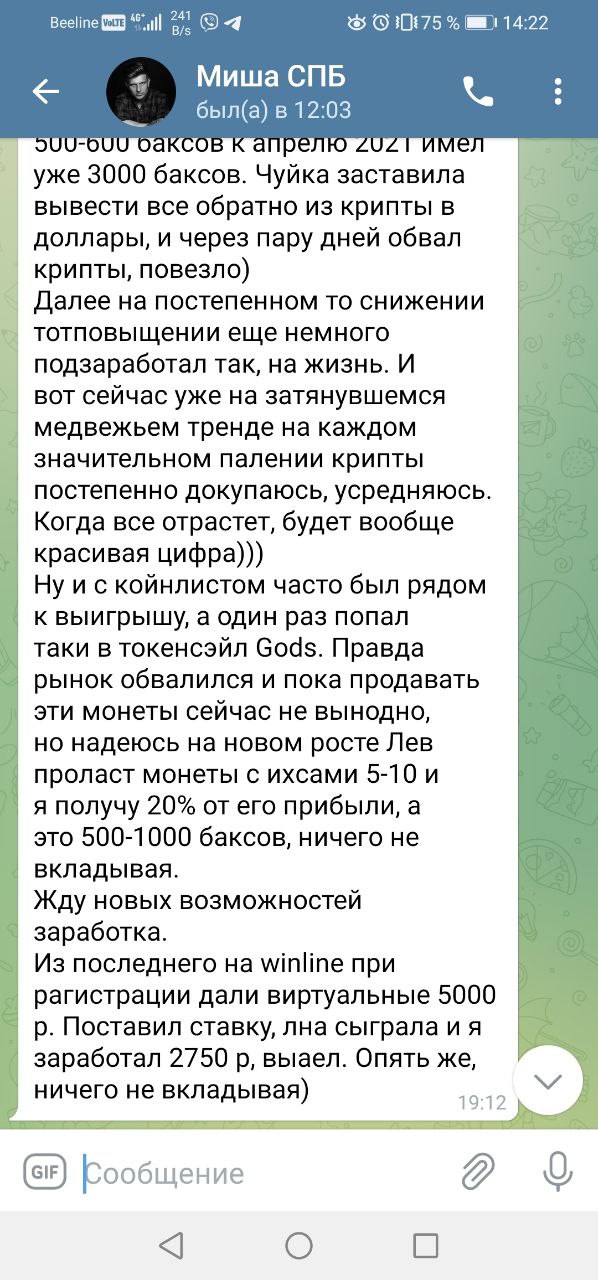 Beeline VoLTE 4G+ 241 B/s 75 % 14:22
Миша СПБ
был(а) в 12:03
500-600 баксов к апрелю 2021 имел
уже 3000 баксов. Чуйка заставила
вывести все обратно из крипты в
доллары, и через пару дней обвал
крипты, повезло)
Далее на постепенном то снижении
тотповыщении еще немного
подзаработал так, на жизнь. И
вот сейчас уже на затянувшемся
медвежьем тренде на каждом
значительном палении крипты
постепенно докупаюсь, усредняюсь.
Когда все отрастет, будет вообще
красивая цифра)))
Ну и с койнлистом часто был рядом
к выигрышу, а один раз попал
таки в токенсэйл Gods. Правда
рынок обвалился и пока продавать
эти монеты сейчас не вынодно,
но надеюсь на новом росте Лев
проласт монеты с ихсами 5-10 и
я получу 20% от его прибыли, а
это 500-1000 баксов, ничего не
вкладывая.
Жду новых возможностей
заработка.
Из последнего на winline при
рагистрации дали виртуальные 5000
р. Поставил ставку, лна сыграла и я
заработал 2750 р, выаел. Опять же,
ничего не вкладывая)
19:12
GIF Сообщение